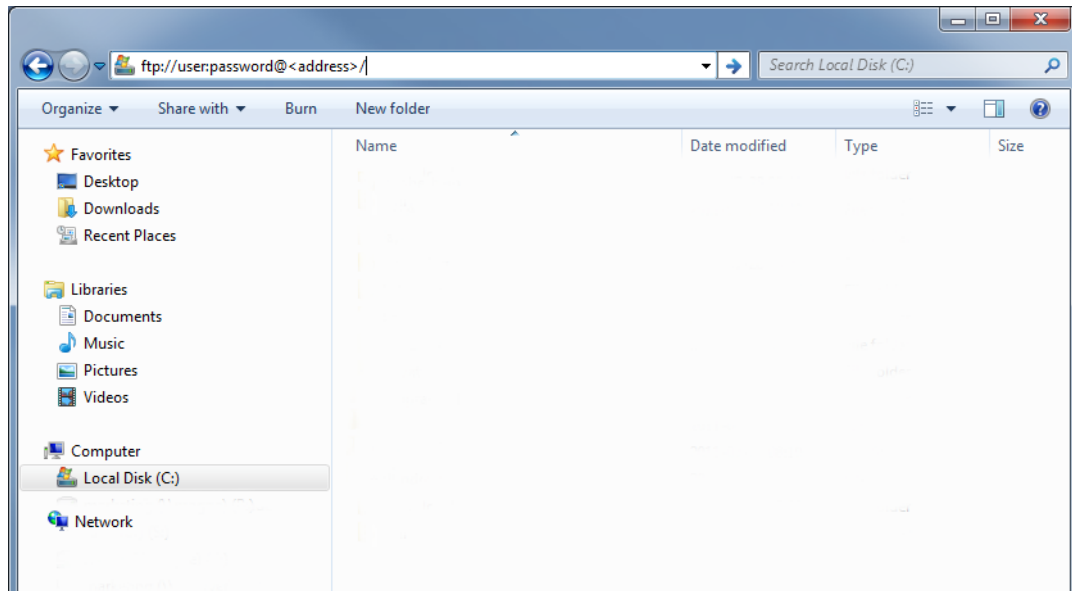 ftp://user:password@<address>/
Search Local Disk (C:)
Organize Share with Burn New folder
Name Date modified Type Size
Favorites
Desktop
Downloads
Recent Places
Libraries
Documents
Music
Pictures
Videos
Computer
Local Disk (C:)
Network